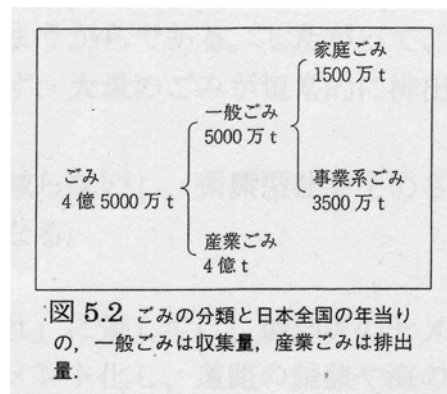 家庭ごみ
1500万t
一般ごみ
5000万t
ごみ
4億5000万t
事業系ごみ
3500万t
産業ごみ
4億t
図 5.2 ごみの分類と日本全国の年当り
の，一般ごみは収集量，産業ごみは排出
量．